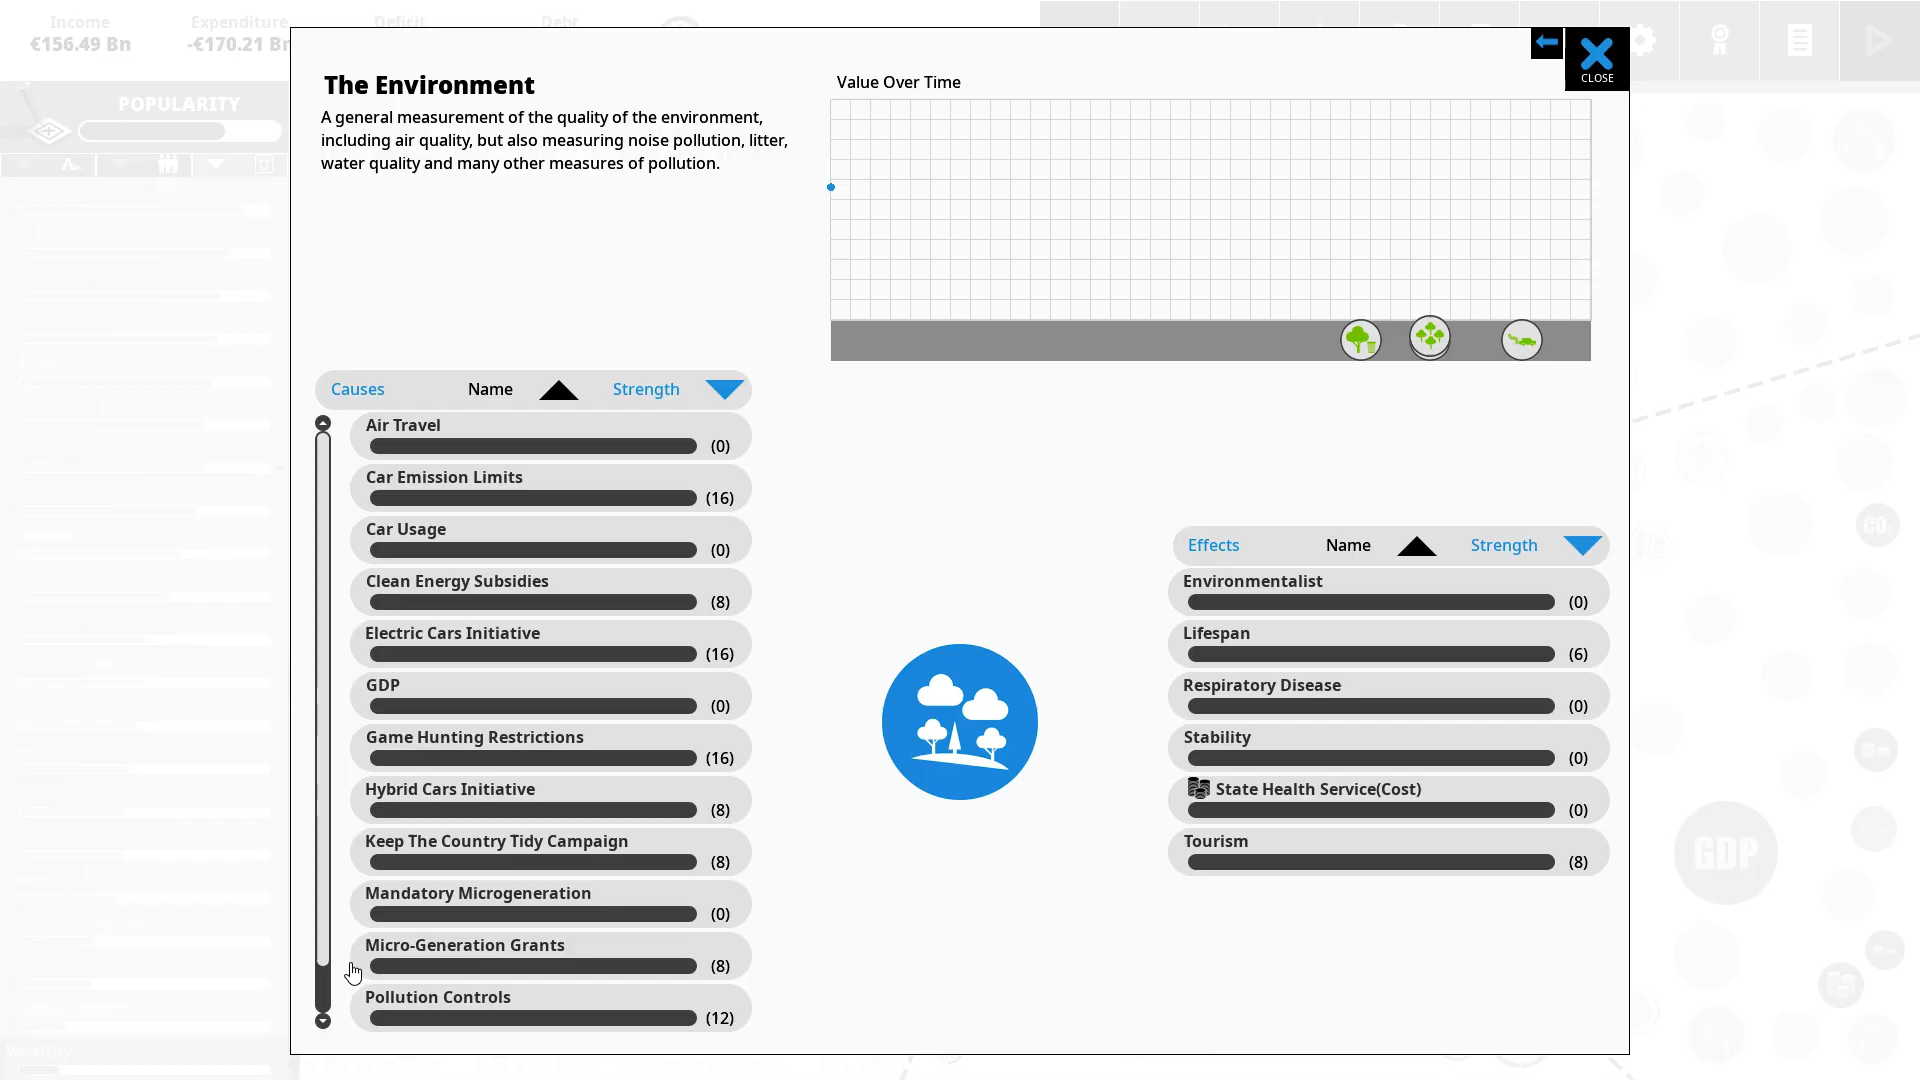 Income
€156.49 Bn
Expenditure
-€170.21 Bn
Deficit
Debt
POPULARITY
Wealthy
CLOSE
The Environment
A general measurement of the quality of the environment,
including air quality, but also measuring noise pollution, litter,
water quality and many other measures of pollution.
Value Over Time
Causes Name Strength
Air Travel
(0)
Car Emission Limits
(16)
Car Usage
(0)
Clean Energy Subsidies
(8)
Electric Cars Initiative
(16)
GDP
(0)
Game Hunting Restrictions
(16)
Hybrid Cars Initiative
(8)
Keep The Country Tidy Campaign
(8)
Mandatory Microgeneration
(0)
Micro-Generation Grants
(8)
Pollution Controls
(12)
Effects Name Strength
Environmentalist
(0)
Lifespan
(6)
Respiratory Disease
(0)
Stability
(0)
State Health Service(Cost)
(0)
Tourism
(8)
CO₂
GDP